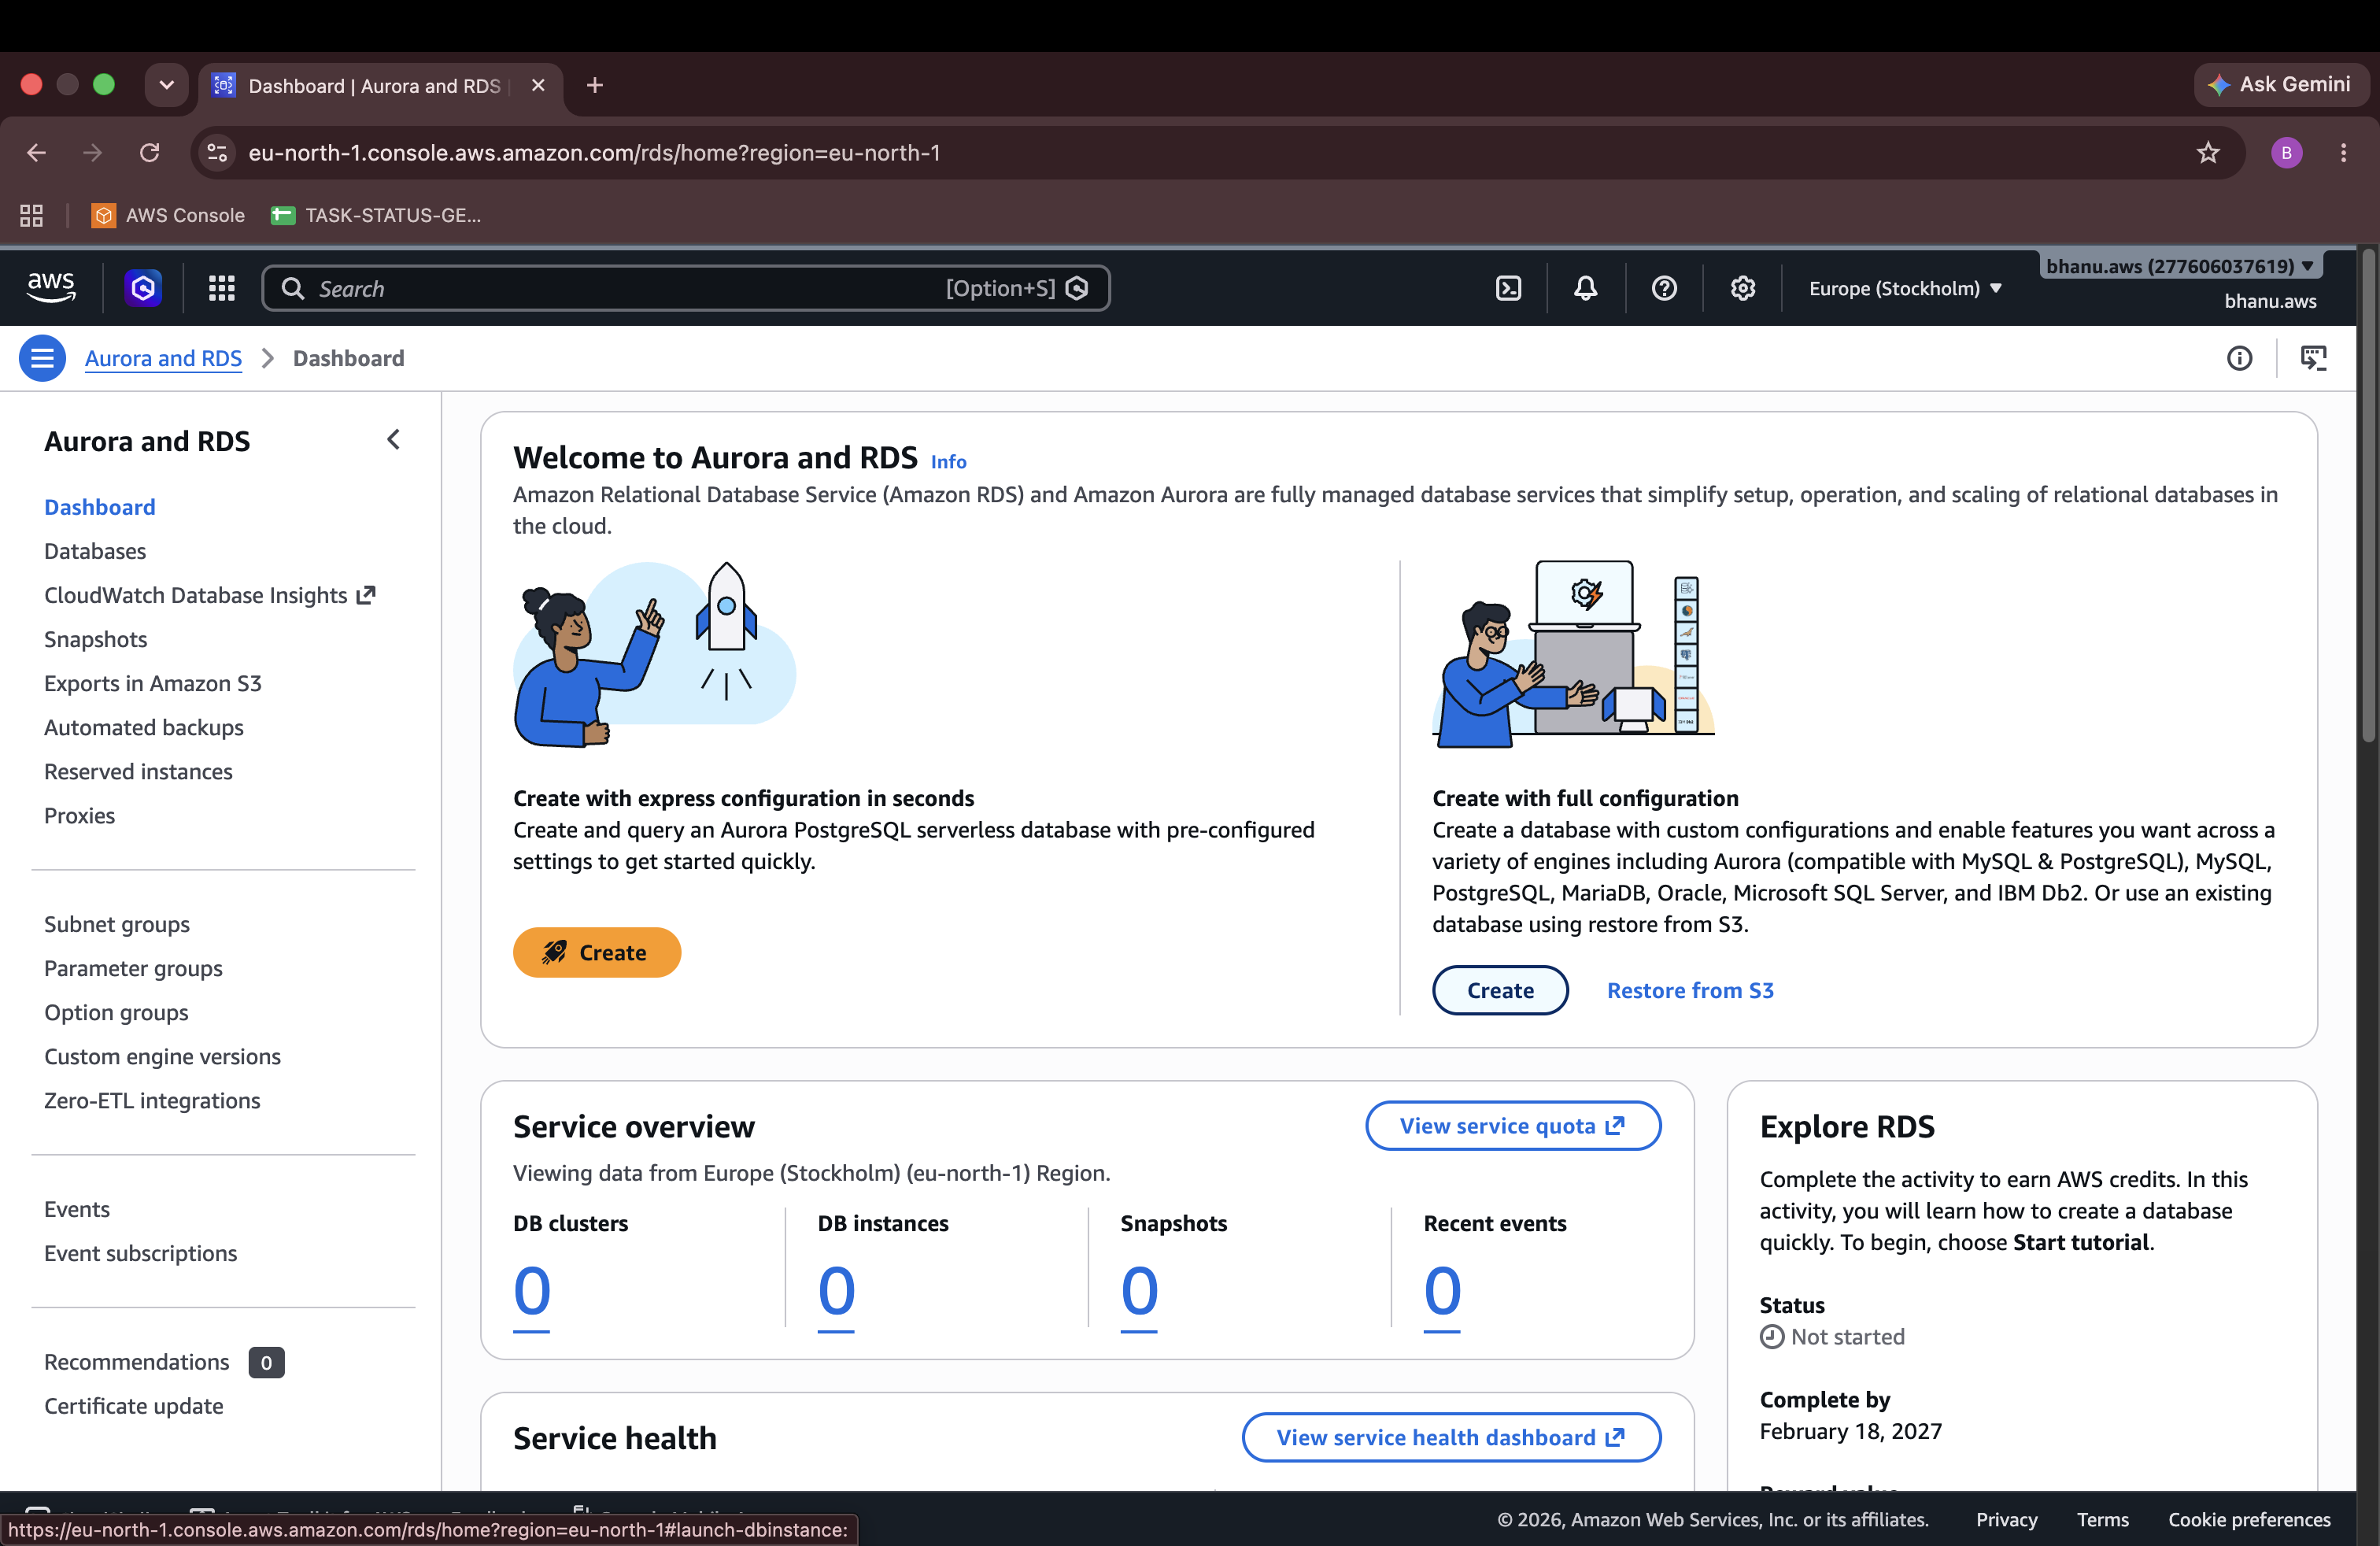 Dashboard | Aurora and RDS
Ask Gemini
eu-north-1.console.aws.amazon.com/rds/home?region=eu-north-1
B
AWS Console
TASK-STATUS-GE...
aws
Search
[Option+S]
Europe (Stockholm)
bhanu.aws (277606037619)
bhanu.aws
Aurora and RDS
Dashboard
Aurora and RDS
Dashboard
Databases
CloudWatch Database Insights
Snapshots
Exports in Amazon S3
Automated backups
Reserved instances
Proxies
Subnet groups
Parameter groups
Option groups
Custom engine versions
Zero-ETL integrations
Events
Event subscriptions
Recommendations 0
Certificate update
Welcome to Aurora and RDS Info
Amazon Relational Database Service (Amazon RDS) and Amazon Aurora are fully managed database services that simplify setup, operation, and scaling of relational databases in
the cloud.
Create with express configuration in seconds
Create and query an Aurora PostgreSQL serverless database with pre-configured
settings to get started quickly.
Create
Create with full configuration
Create a database with custom configurations and enable features you want across a
variety of engines including Aurora (compatible with MySQL & PostgreSQL), MySQL,
PostgreSQL, MariaDB, Oracle, Microsoft SQL Server, and IBM Db2. Or use an existing
database using restore from S3.
Create
Restore from S3
Service overview
View service quota
Viewing data from Europe (Stockholm) (eu-north-1) Region.
DB clusters
0
DB instances
0
Snapshots
0
Recent events
0
Service health
View service health dashboard
Explore RDS
Complete the activity to earn AWS credits. In this
activity, you will learn how to create a database
quickly. To begin, choose Start tutorial.
Status
Not started
Complete by
February 18, 2027
https://eu-north-1.console.aws.amazon.com/rds/home?region=eu-north-1#launch-dbinstance:
© 2026, Amazon Web Services, Inc. or its affiliates.
Privacy
Terms
Cookie preferences